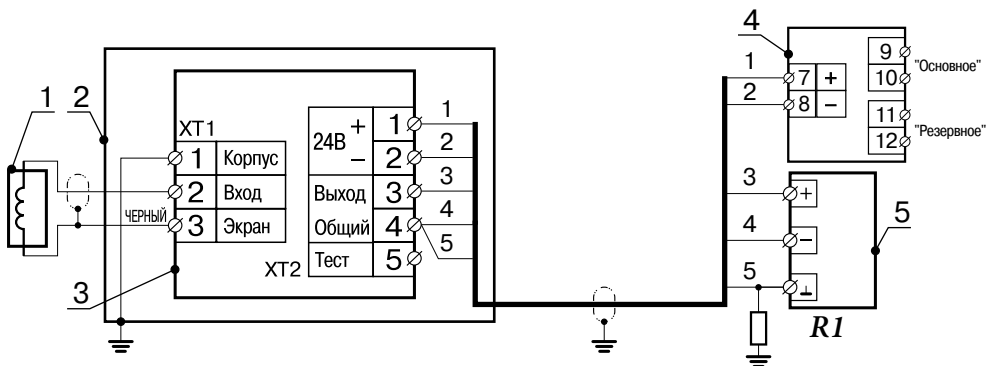 1
2
3
XT1
1 Корпус
2 Вход
3 Экран
ЧЕРНЫЙ
24В + 1
– 2
Выход 3
Общий 4
Тест 5
XT2
1
2
3
4
5
4
1
2
7 +
8 –
9
10
"Основное"
11
12
"Резервное"
3
4
5
+
–
⊥
5
R1